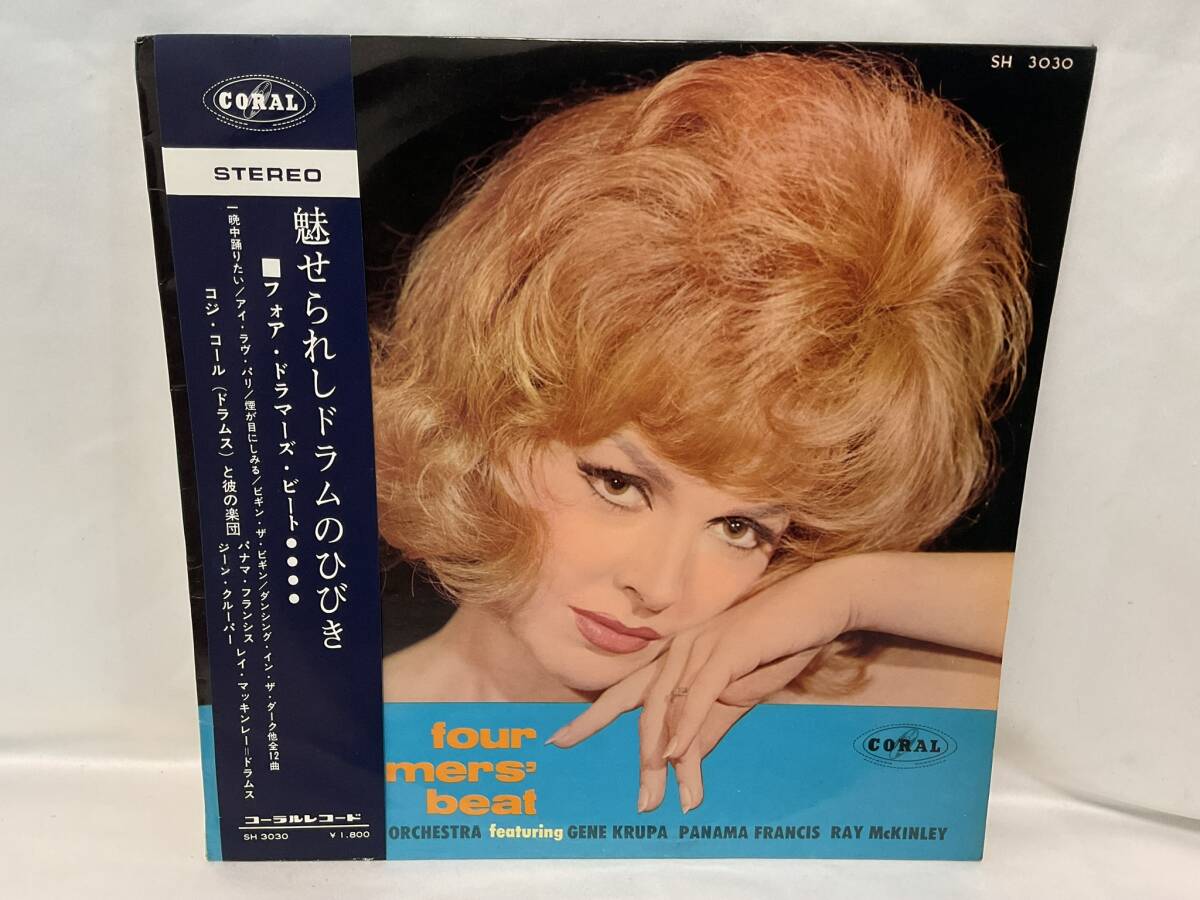 CORAL
STEREO
魅せられしドラムのひびき
■フォア・ドラマーズ・ビート●●●●●
一晩中踊りたい/アイ・ラヴ・パリ/煙が目にしみる/ビギン・ザ・ビギン/ダンシング・イン・ザ・ダーク他全12曲
コジ・コール(ドラムス)と彼の楽団
パナマ・フランシス レイ・マッキンレー=ドラムス
ジーン・クルーパー
コーラルレコード
SH 3030 ¥1,800
SH 3030
four
mers'
beat
CORAL
ORCHESTRA featuring GENE KRUPA PANAMA FRANCIS RAY McKINLEY